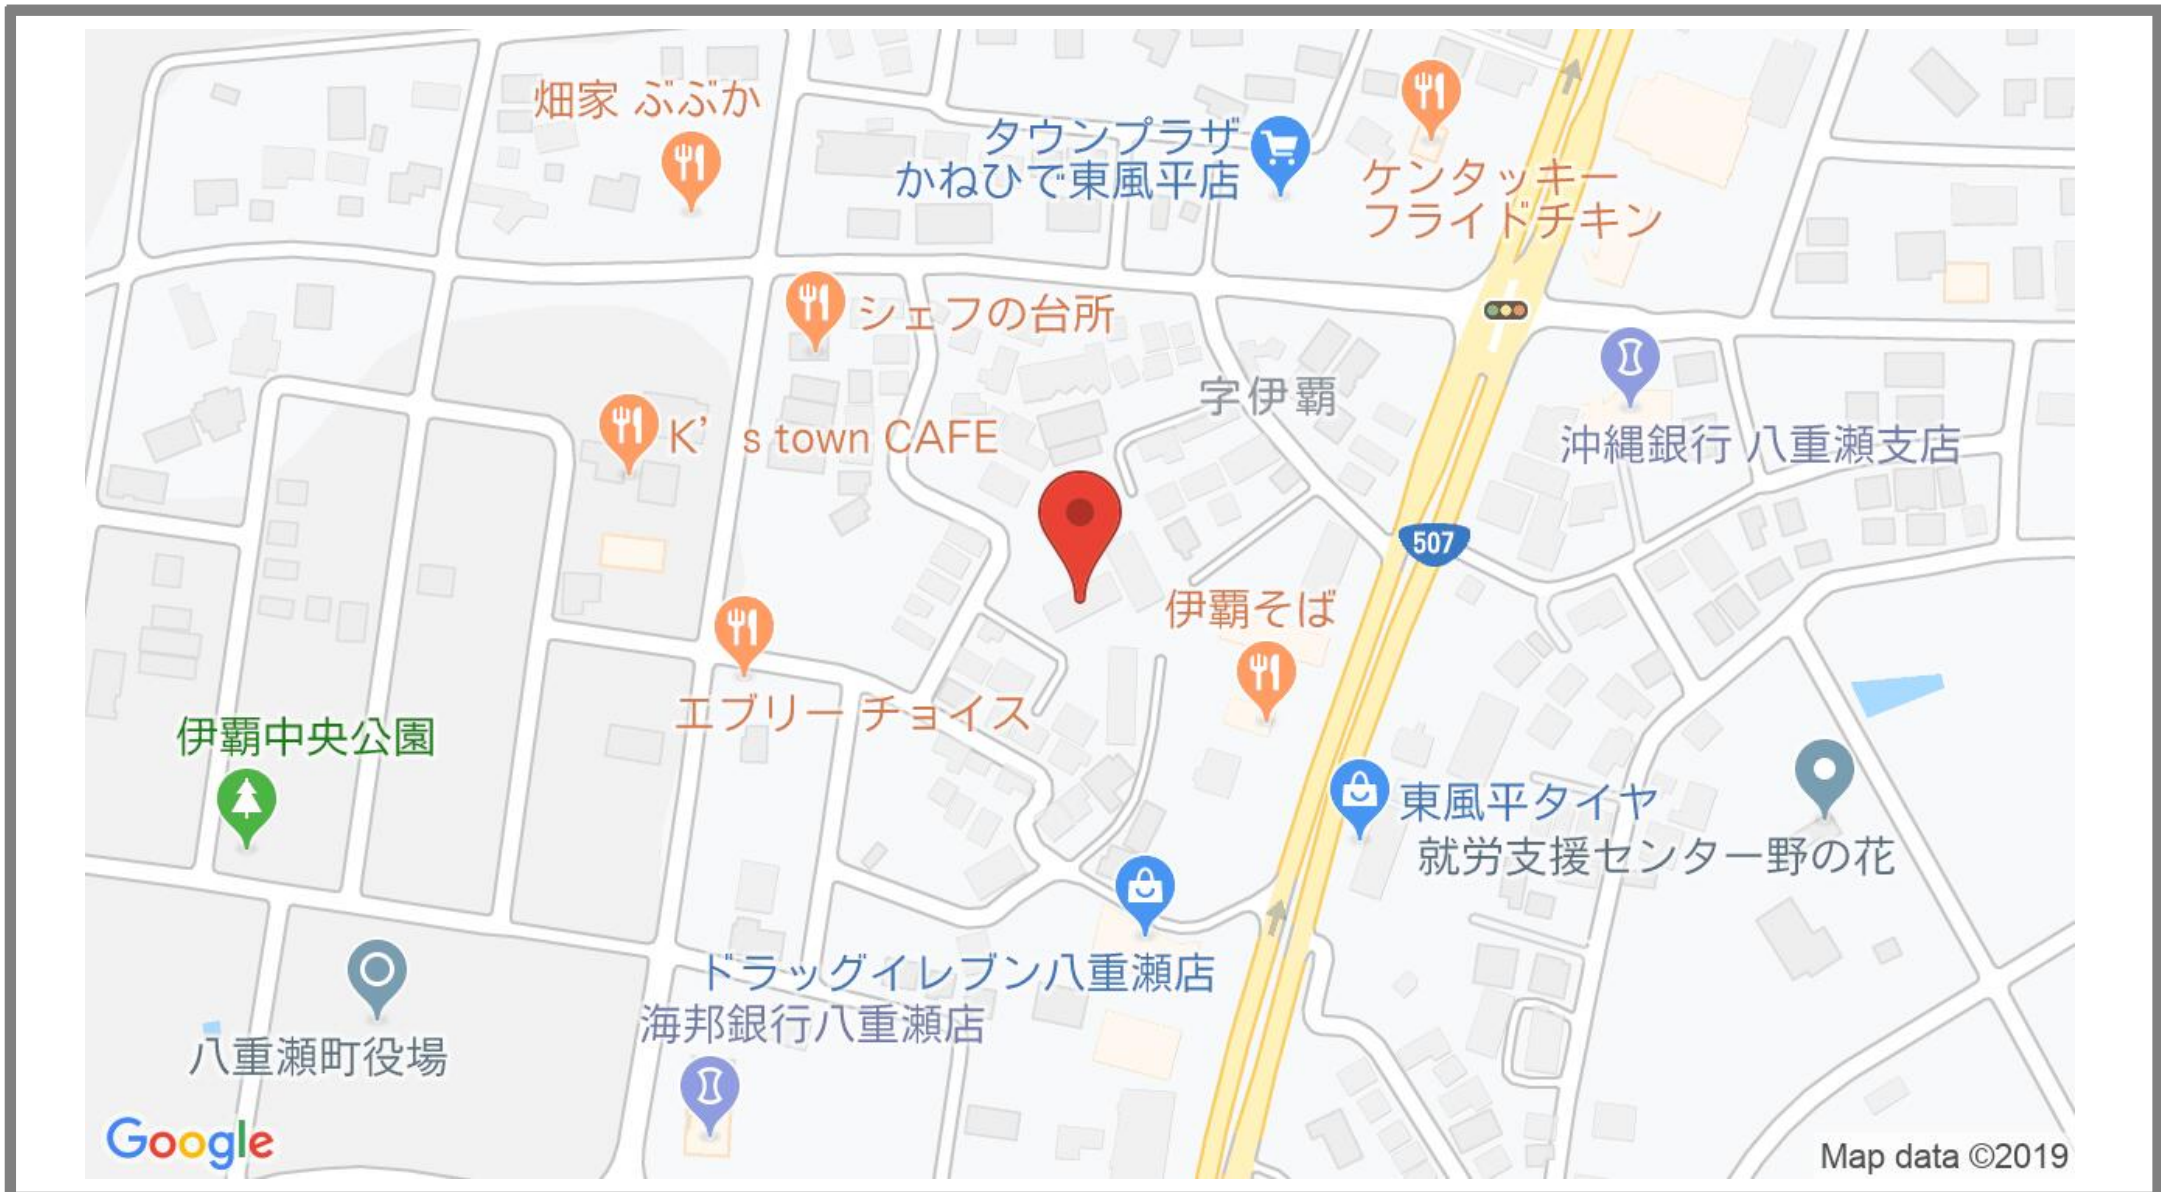 畑家 ぶぶか
タウンプラザ
かねひで東風平店
ケンタッキー
フライドチキン
シェフの台所
字伊覇
K’s town CAFE
沖縄銀行 八重瀬支店
507
伊覇そば
エブリー チョイス
伊覇中央公園
東風平タイヤ
就労支援センター野の花
ドラッグイレブン八重瀬店
海邦銀行八重瀬店
八重瀬町役場
Google
Map data ©2019